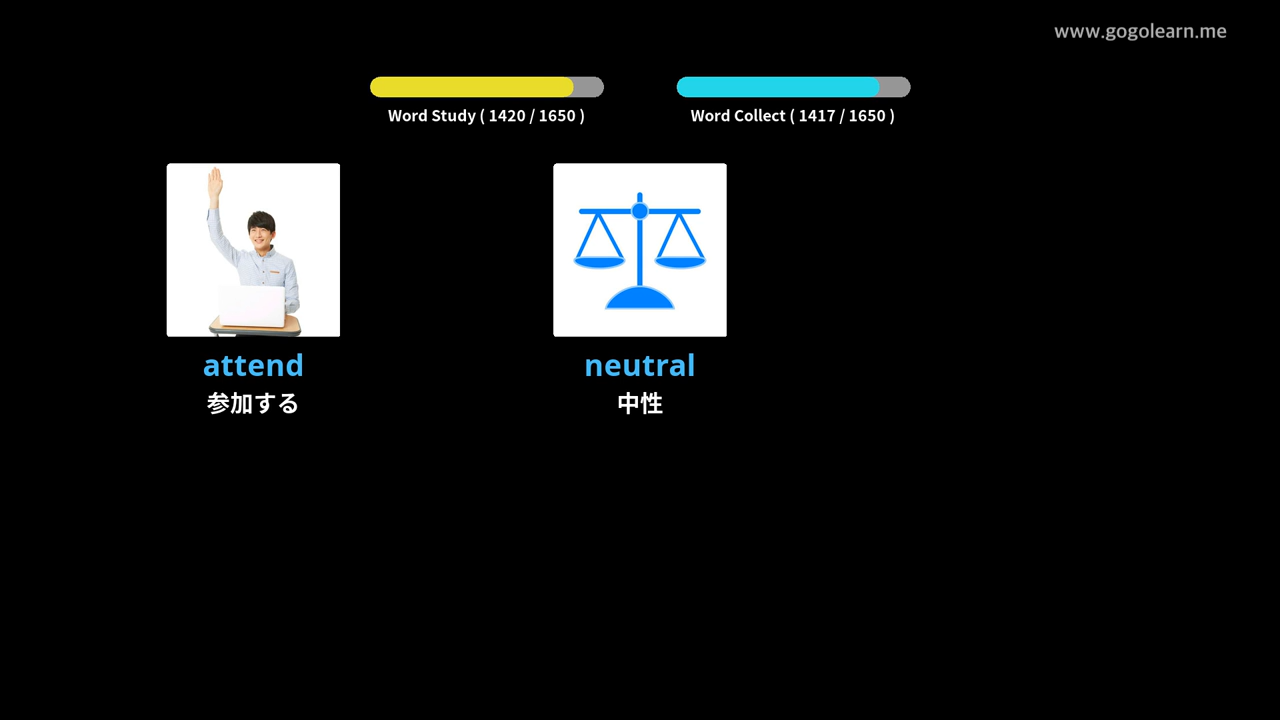 www.gogolearn.me
Word Study ( 1420 / 1650 )
Word Collect ( 1417 / 1650 )
attend
参加する
neutral
中性